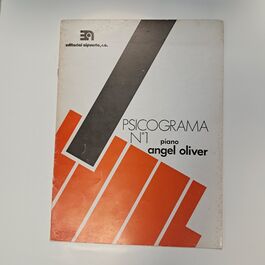 editorial alpuerto, s.a.
PSICOGRAMA
Nº1 piano
angel oliver